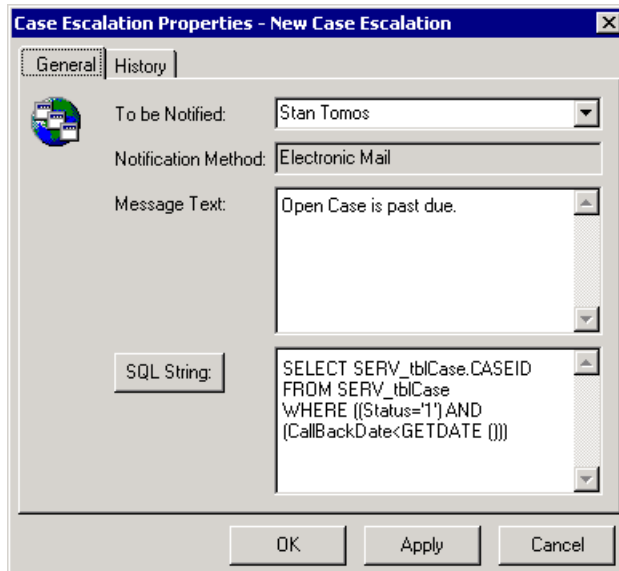 Case Escalation Properties - New Case Escalation
General History
To be Notified: Stan Tomos
Notification Method: Electronic Mail
Message Text: Open Case is past due.
SQL String: SELECT SERV_tblCase.CASEID
FROM SERV_tblCase
WHERE ((Status='1') AND
(CallBackDate<GETDATE ()))
OK Apply Cancel